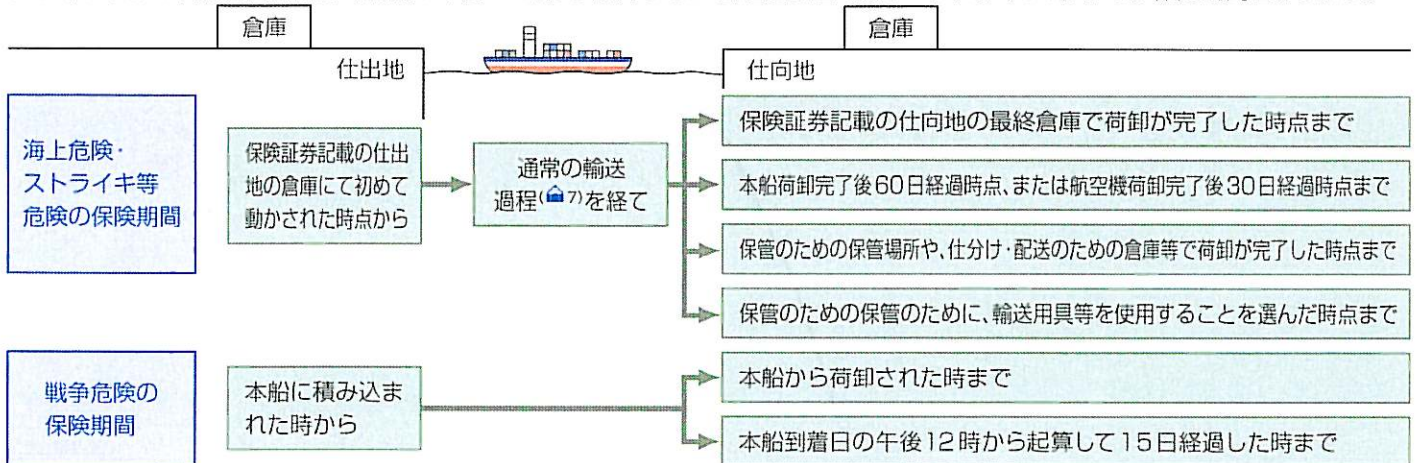 倉庫
倉庫
仕出地
仕向地
海上危険・
ストライキ等
危険の保険期間
保険証券記載の仕出
地の倉庫にて初めて
動かされた時点から
通常の輸送
過程(7)を経て
保険証券記載の仕向地の最終倉庫で荷卸が完了した時点まで
本船荷卸完了後60日経過時点、または航空機荷卸完了後30日経過時点まで
保管のための保管場所や、仕分け・配送のための倉庫等で荷卸が完了した時点まで
保管のための保管のために、輸送用具等を使用することを選んだ時点まで
戦争危険の
保険期間
本船に積み込ま
れた時から
本船から荷卸された時まで
本船到着日の午後12時から起算して15日経過した時まで